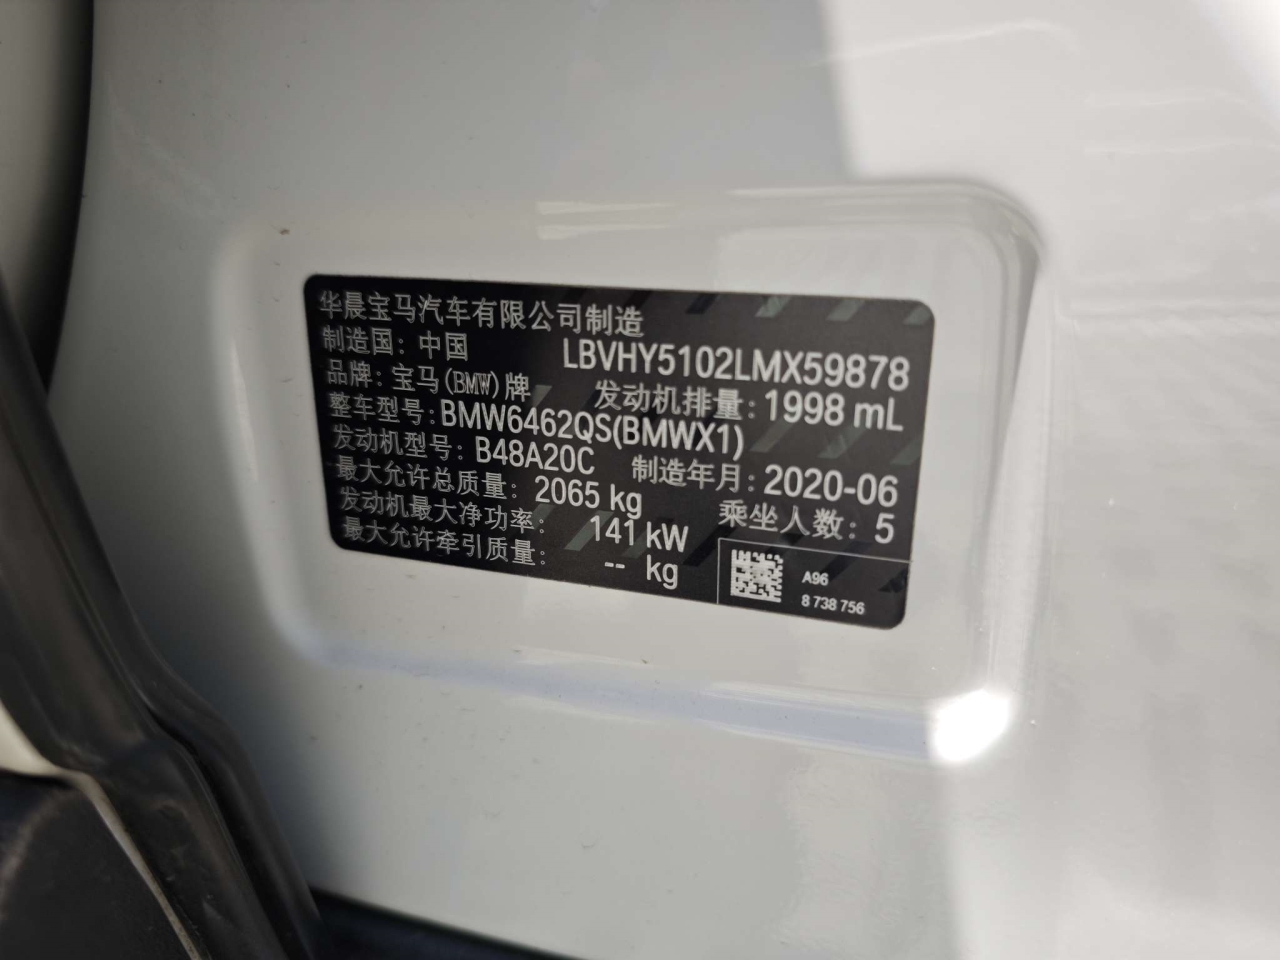 华晨宝马汽车有限公司制造
制造国：中国 LBVHY5102LMX59878
品牌：宝马(BMW)牌 发动机排量：1998 mL
整车型号：BMW6462QS(BMWX1)
发动机型号：B48A20C 制造年月：2020-06
最大允许总质量：2065 kg 乘坐人数：5
发动机最大净功率：141 kW
最大允许牵引质量：-- kg
A96
8 738 756